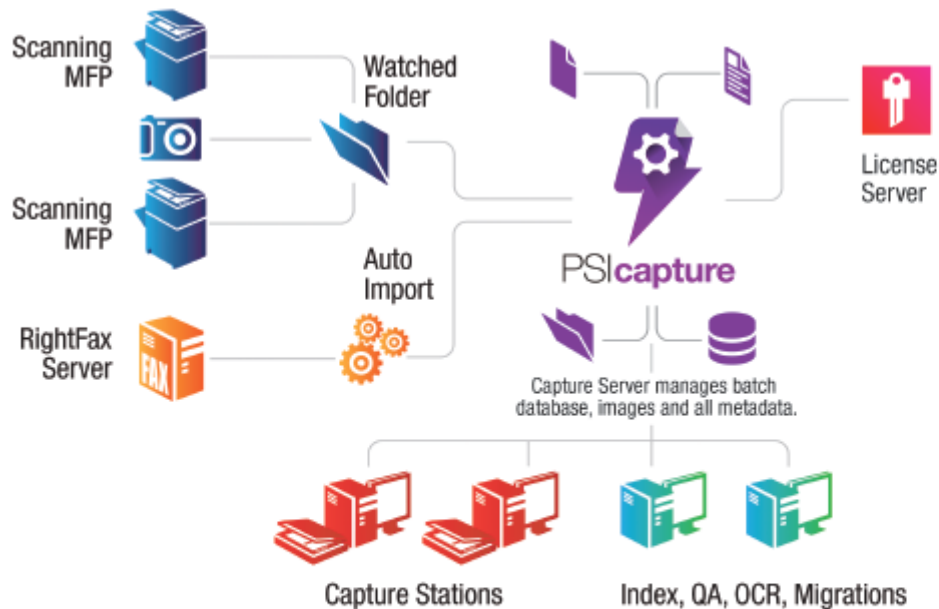 Scanning
MFP
Watched
Folder
License
Server
Scanning
MFP
Auto
Import
PSIcapture
RightFax
Server
FAX
Capture Server manages batch
database, images and all metadata.
Capture Stations
Index, QA, OCR, Migrations